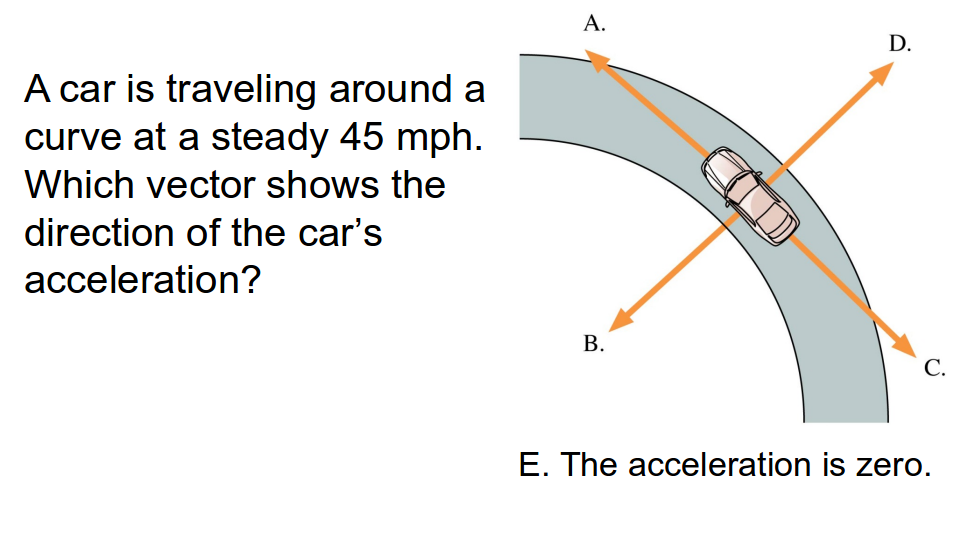 A car is traveling around a
curve at a steady 45 mph.
Which vector shows the
direction of the car’s
acceleration?
A.
D.
B.
C.
E. The acceleration is zero.